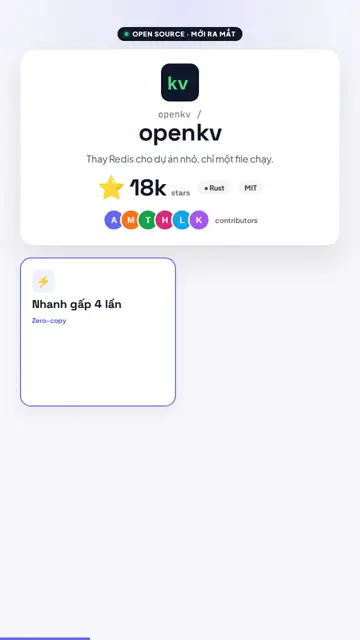 OPEN SOURCE · MỚI RA MẮT
kv
openkv /
openkv
Thay Redis cho dự án nhỏ, chỉ một file chạy.
18k stars • Rust MIT
A M T H L K contributors
Nhanh gấp 4 lần
Zero-copy